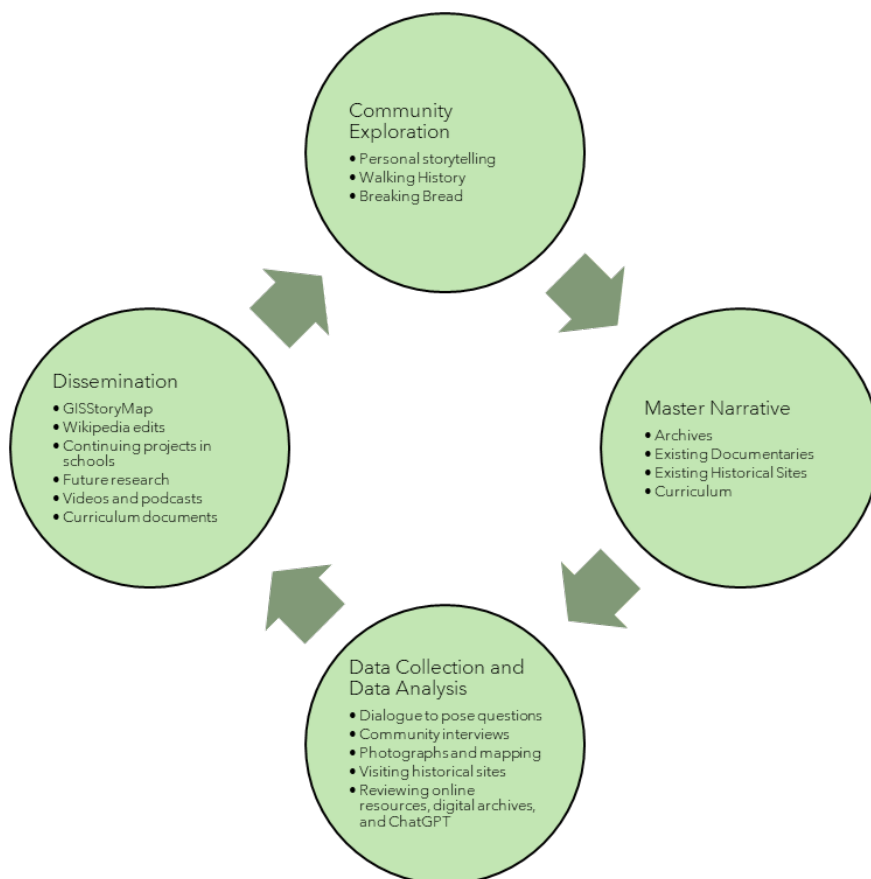 Community
Exploration
• Personal storytelling
• Walking History
• Breaking Bread
Master Narrative
• Archives
• Existing Documentaries
• Existing Historical Sites
• Curriculum
Data Collection and
Data Analysis
• Dialogue to pose questions
• Community interviews
• Photographs and mapping
• Visiting historical sites
• Reviewing online
resources, digital archives,
and ChatGPT
Dissemination
• GISStoryMap
• Wikipedia edits
• Continuing projects in
schools
• Future research
• Videos and podcasts
• Curriculum documents